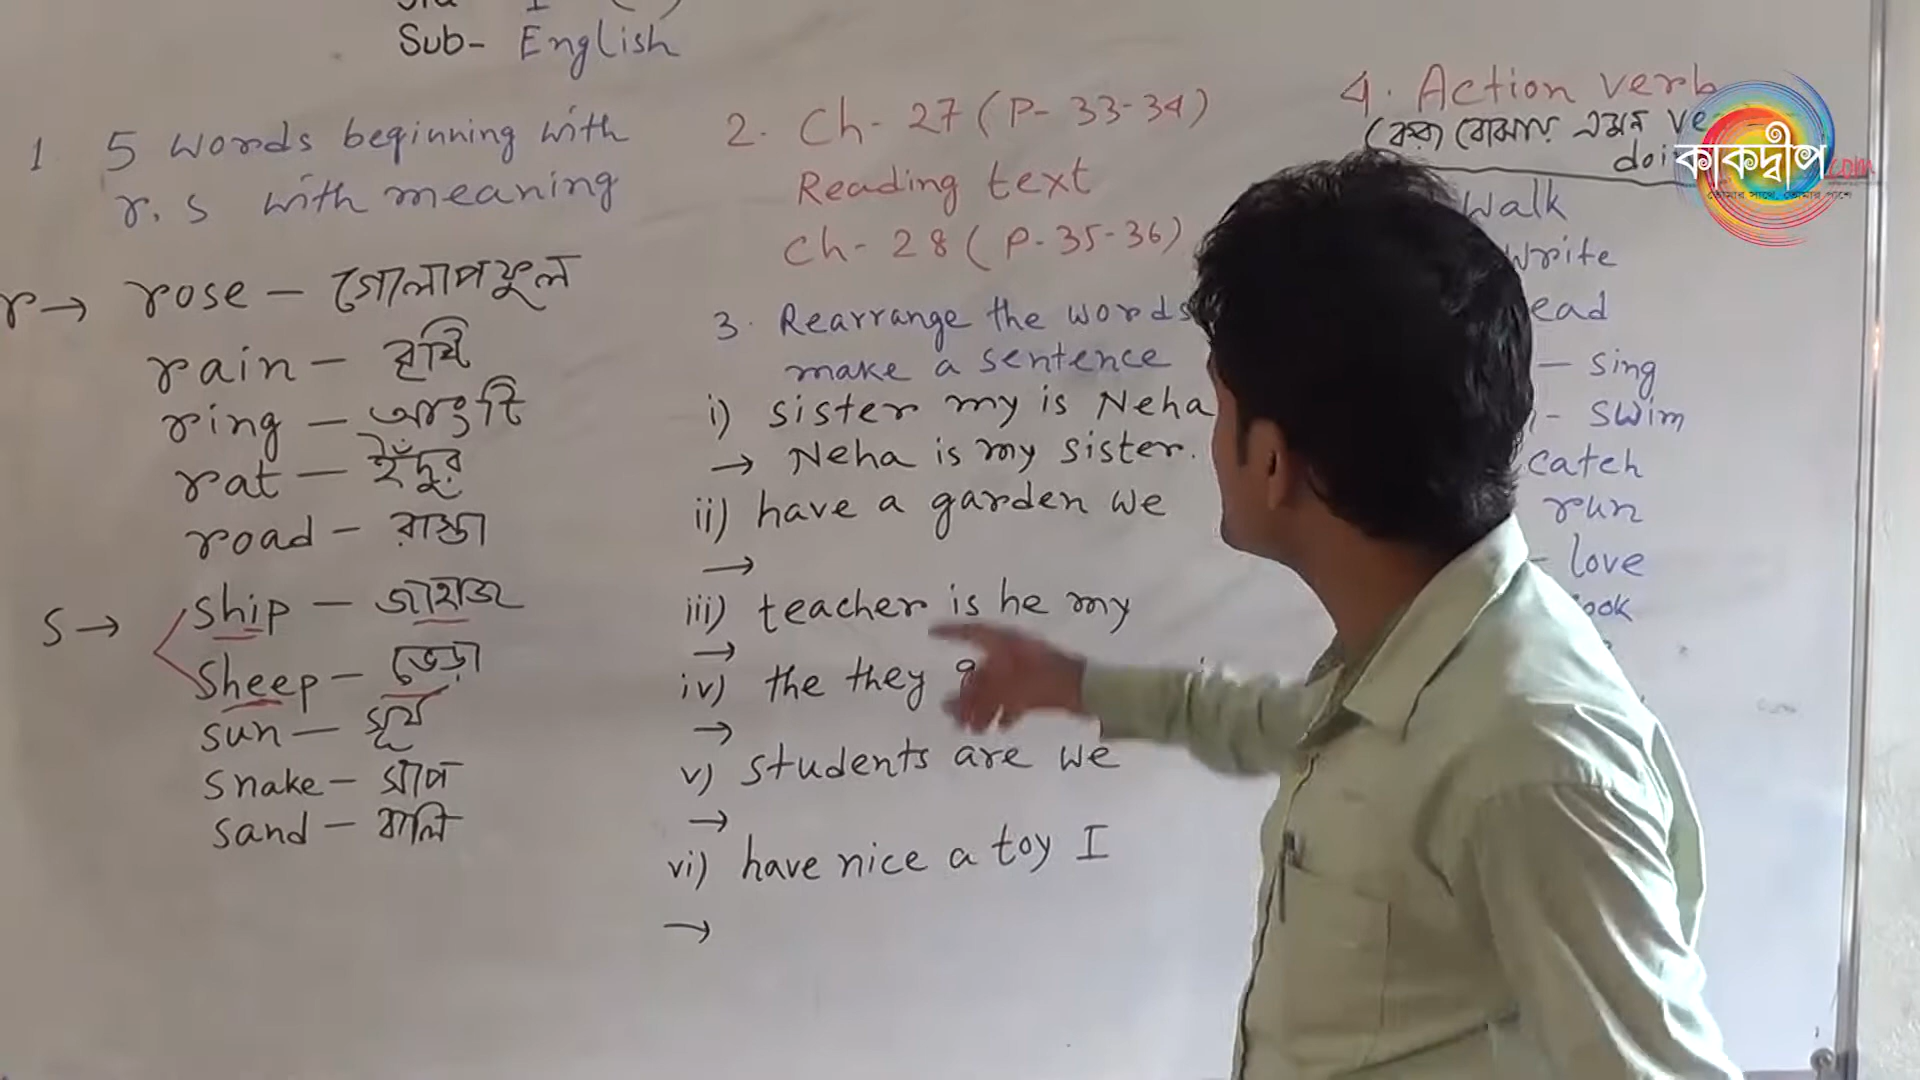 Sub- English
1 5 words beginning with
r. s with meaning
r → rose - গোলাপফুল
rain - বৃষ্টি
ring - আংটি
rat - ইঁদুর
road - রাস্তা
s → ship - জাহাজ
sheep - ভেড়া
sun - সূর্য
snake - সাপ
sand - বালি
2. Ch- 27 (P- 33-34)
Reading text
Ch- 28 (P-35-36)
3. Rearrange the words
make a sentence
i) sister my is Neha
→ Neha is my sister.
ii) have a garden we
→
iii) teacher is he my
→
iv) the they
→
v) students are we
→
vi) have nice a toy I
→
4. Action verb
(করা বোঝায় এমন ve
doi
walk
write
ead
- sing
- swim
catch
run
- love
ook
কাকদ্বীপ.com
তোমার সাথে, তোমার পাশে